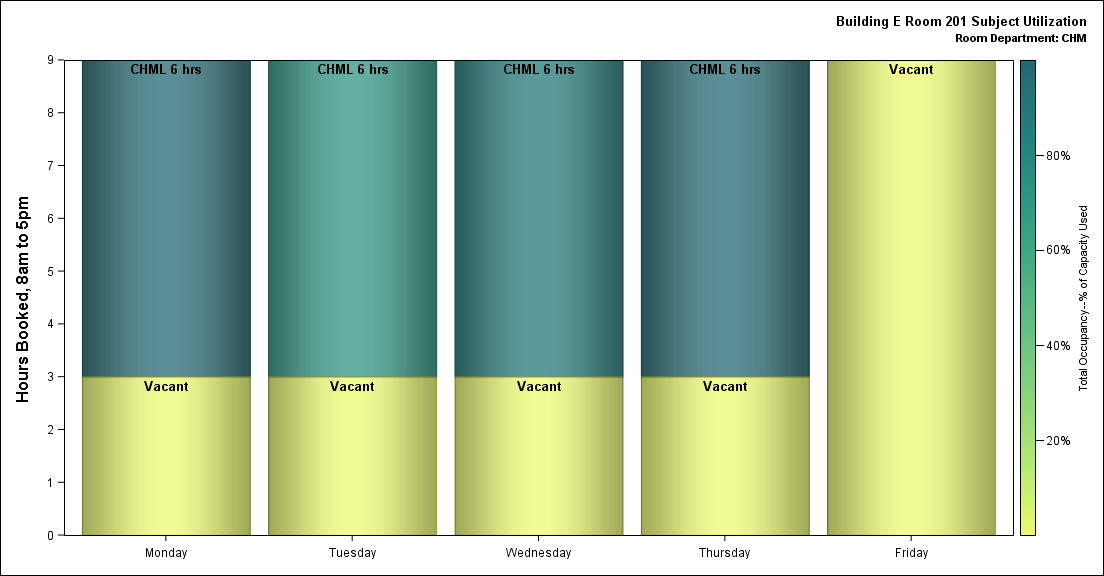 Building E Room 201 Subject Utilization
Room Department: CHM
Hours Booked, 8am to 5pm
9
8
7
6
5
4
3
2
1
0
CHML 6 hrs
CHML 6 hrs
CHML 6 hrs
CHML 6 hrs
Vacant
Vacant
Vacant
Vacant
Vacant
Monday
Tuesday
Wednesday
Thursday
Friday
80%
60%
40%
20%
Total Occupancy--% of Capacity Used